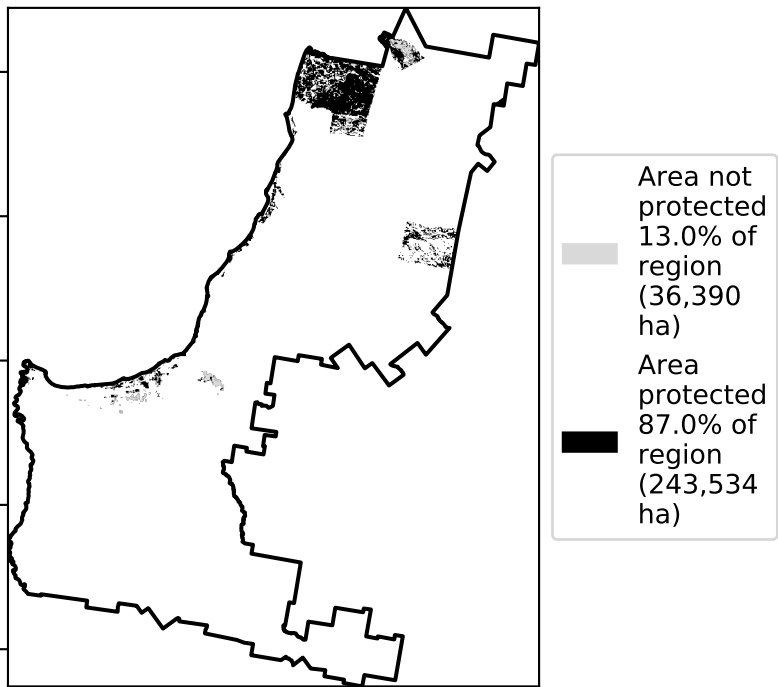 Area not
protected
13.0% of
region
(36,390
ha)
Area
protected
87.0% of
region
(243,534
ha)